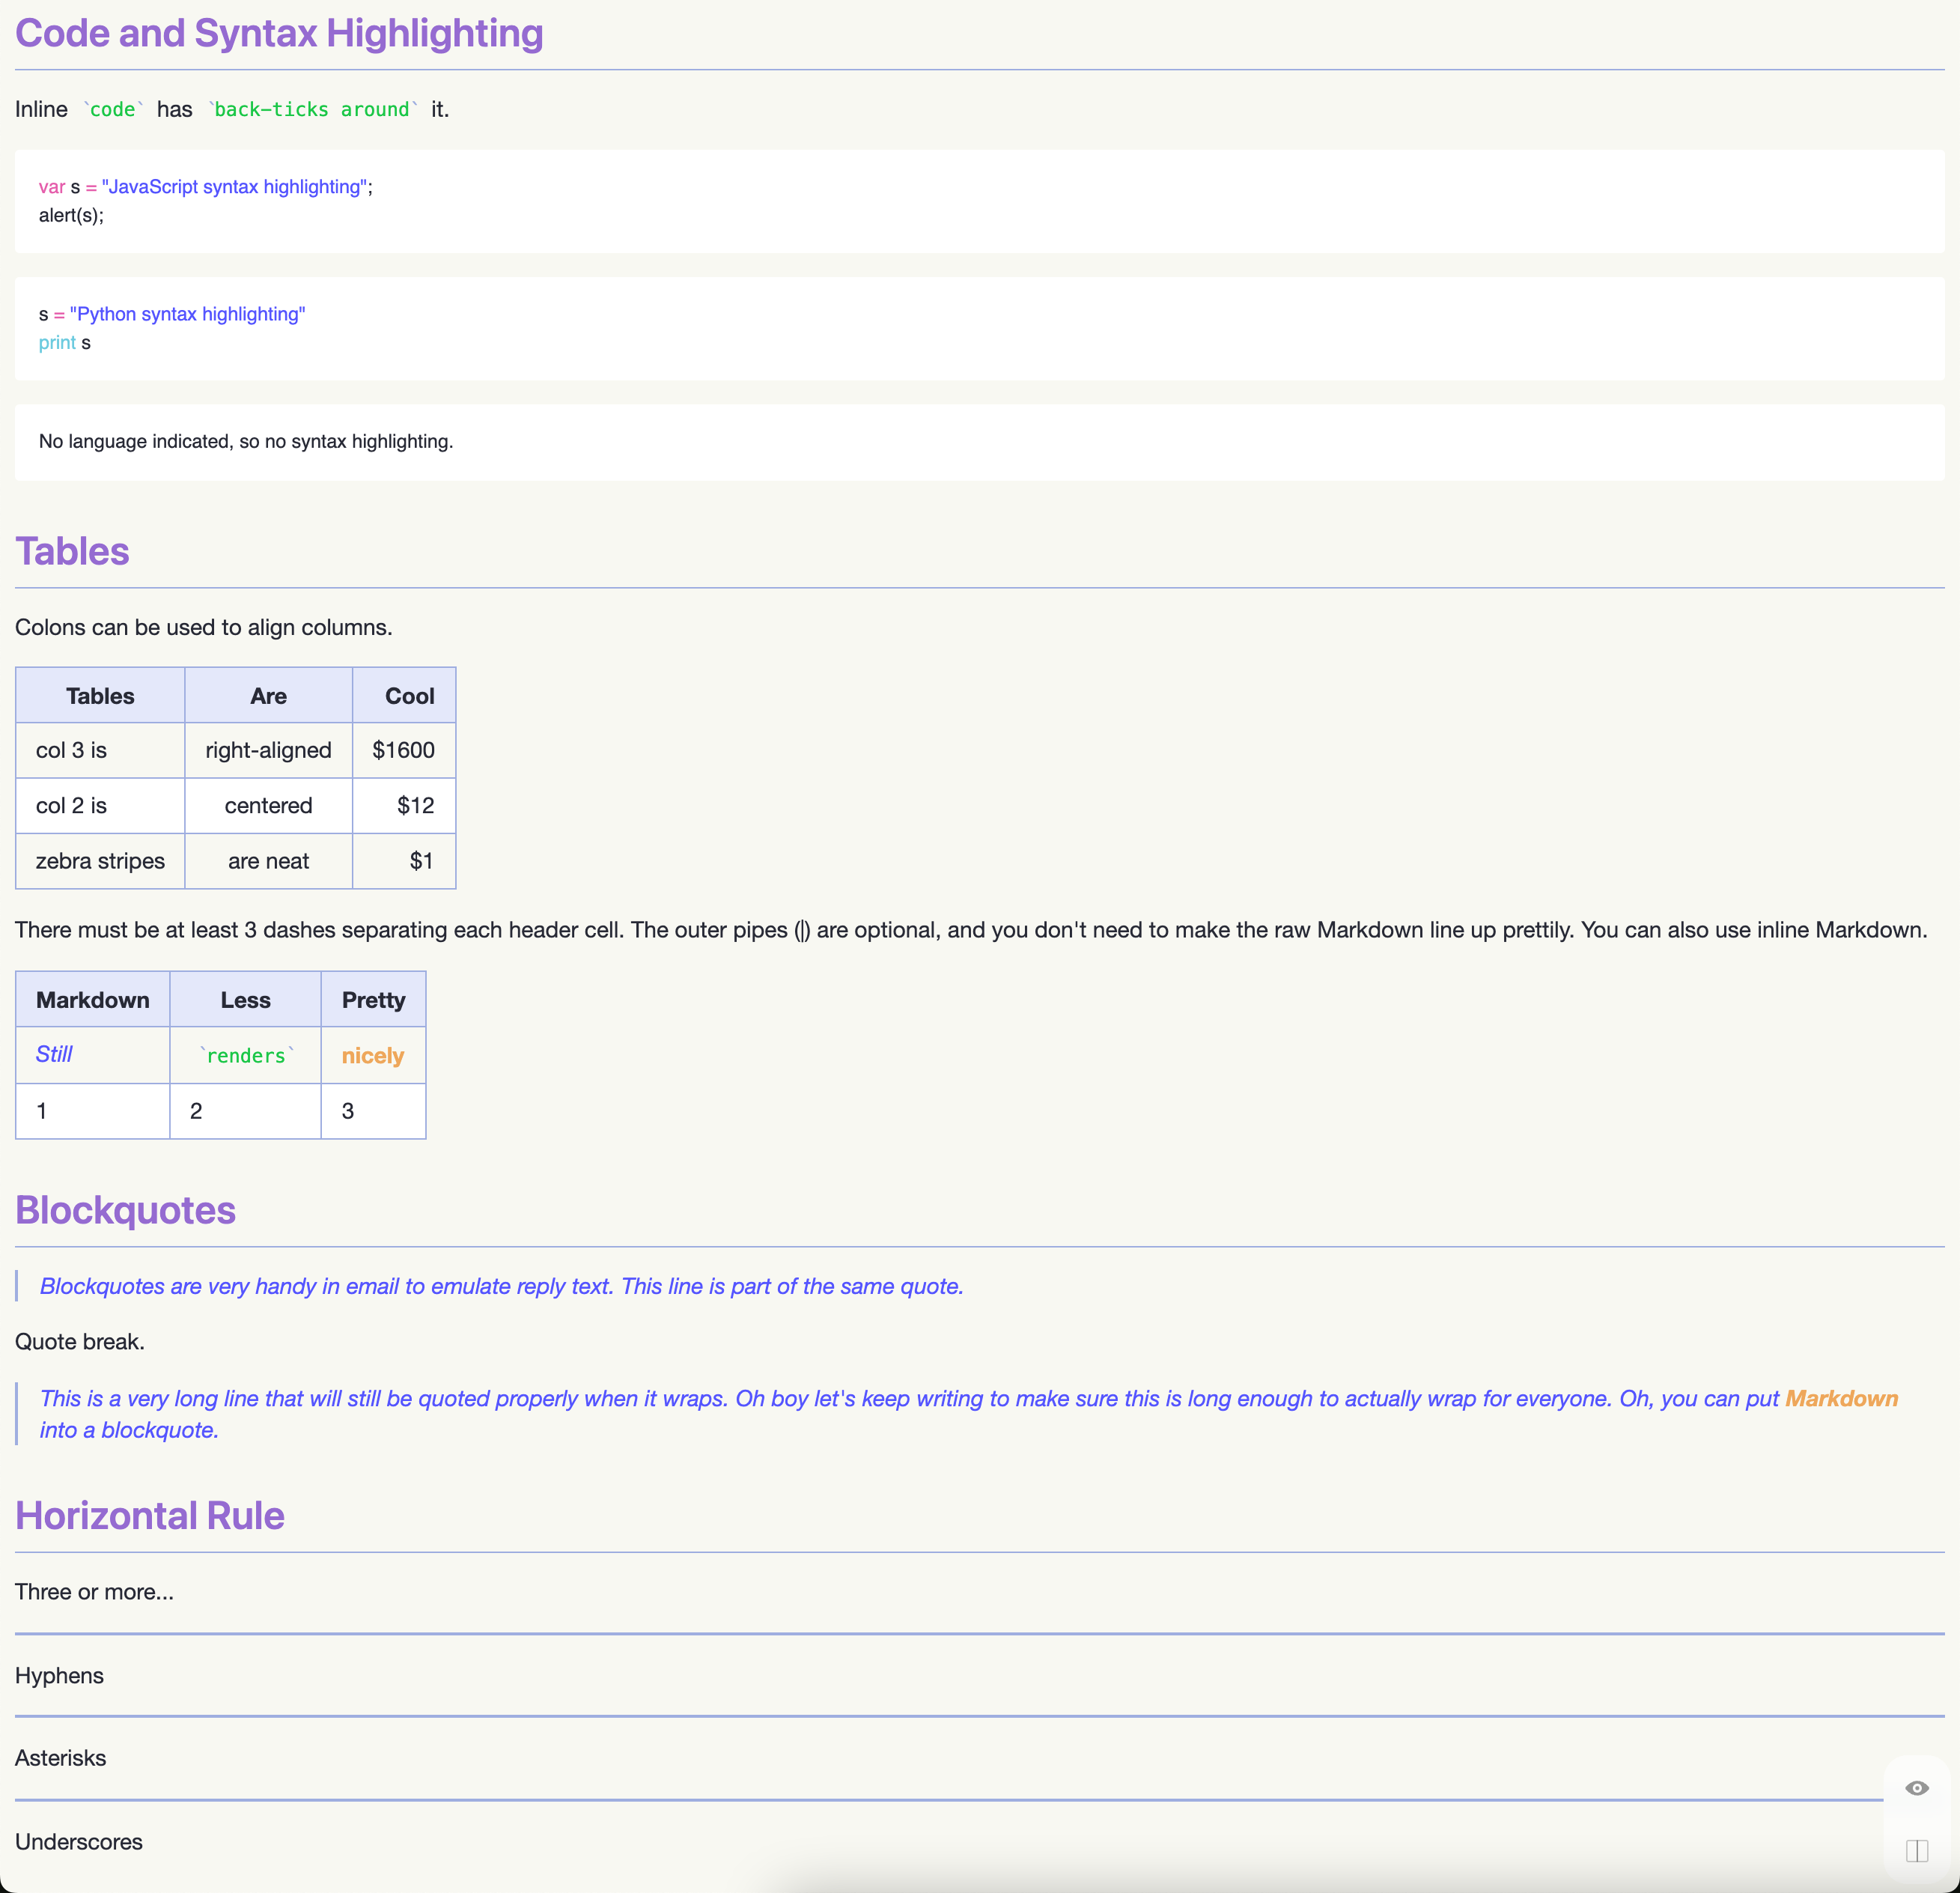 Code and Syntax Highlighting
Inline `code` has `back-ticks around` it.
var s = "JavaScript syntax highlighting";
alert(s);
s = "Python syntax highlighting"
print s
No language indicated, so no syntax highlighting.
Tables
Colons can be used to align columns.
Tables Are Cool
col 3 is right-aligned $1600
col 2 is centered $12
zebra stripes are neat $1
There must be at least 3 dashes separating each header cell. The outer pipes (|) are optional, and you don't need to make the raw Markdown line up prettily. You can also use inline Markdown.
Markdown Less Pretty
Still `renders` nicely
1 2 3
Blockquotes
Blockquotes are very handy in email to emulate reply text. This line is part of the same quote.
Quote break.
This is a very long line that will still be quoted properly when it wraps. Oh boy let's keep writing to make sure this is long enough to actually wrap for everyone. Oh, you can put Markdown
into a blockquote.
Horizontal Rule
Three or more...
Hyphens
Asterisks
Underscores